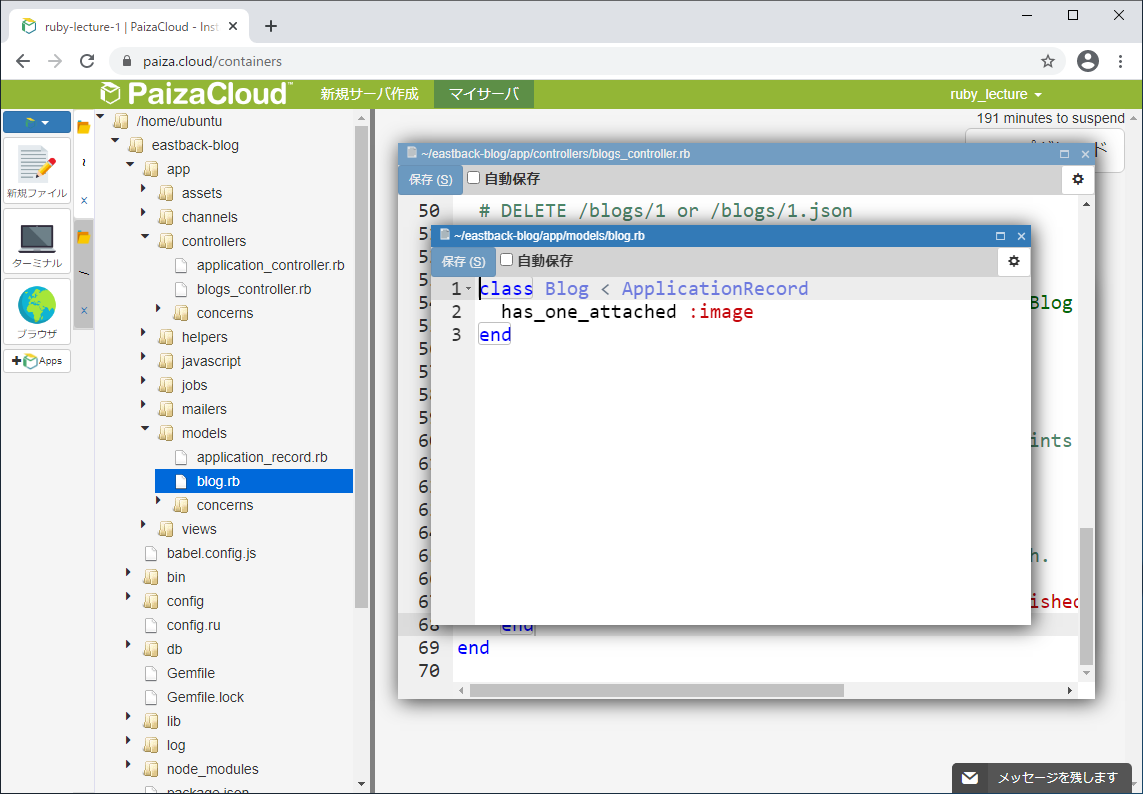 ruby-lecture-1 | PaizaCloud - Inst
paiza.cloud/containers
PaizaCloud
新規サーバ作成
マイサーバ
ruby_lecture
191 minutes to suspend
新規ファイル
ターミナル
ブラウザ
Apps
/home/ubuntu
eastback-blog
app
assets
channels
controllers
application_controller.rb
blogs_controller.rb
concerns
helpers
javascript
jobs
mailers
models
application_record.rb
blog.rb
concerns
views
babel.config.js
bin
config
config.ru
db
Gemfile
Gemfile.lock
lib
log
node_modules
package.json
~/eastback-blog/app/controllers/blogs_controller.rb
保存 (S)
自動保存
50 # DELETE /blogs/1 or /blogs/1.json
Blog
ints
h.
ished
68 end
69 end
70
~/eastback-blog/app/models/blog.rb
保存 (S)
自動保存
1 class Blog < ApplicationRecord
2 has_one_attached :image
3 end
メッセージを残します